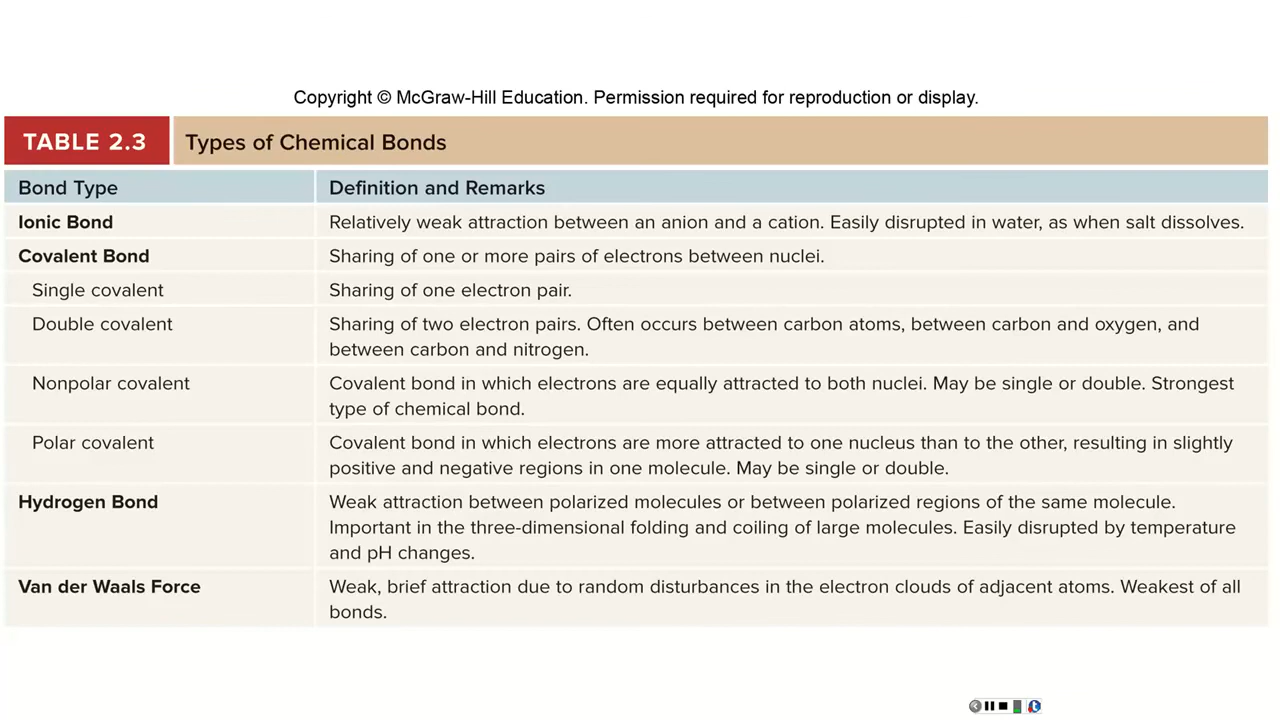 Copyright © McGraw-Hill Education. Permission required for reproduction or display.
TABLE 2.3 Types of Chemical Bonds
Bond Type Definition and Remarks
Ionic Bond Relatively weak attraction between an anion and a cation. Easily disrupted in water, as when salt dissolves.
Covalent Bond Sharing of one or more pairs of electrons between nuclei.
Single covalent Sharing of one electron pair.
Double covalent Sharing of two electron pairs. Often occurs between carbon atoms, between carbon and oxygen, and
between carbon and nitrogen.
Nonpolar covalent Covalent bond in which electrons are equally attracted to both nuclei. May be single or double. Strongest
type of chemical bond.
Polar covalent Covalent bond in which electrons are more attracted to one nucleus than to the other, resulting in slightly
positive and negative regions in one molecule. May be single or double.
Hydrogen Bond Weak attraction between polarized molecules or between polarized regions of the same molecule.
Important in the three-dimensional folding and coiling of large molecules. Easily disrupted by temperature
and pH changes.
Van der Waals Force Weak, brief attraction due to random disturbances in the electron clouds of adjacent atoms. Weakest of all
bonds.